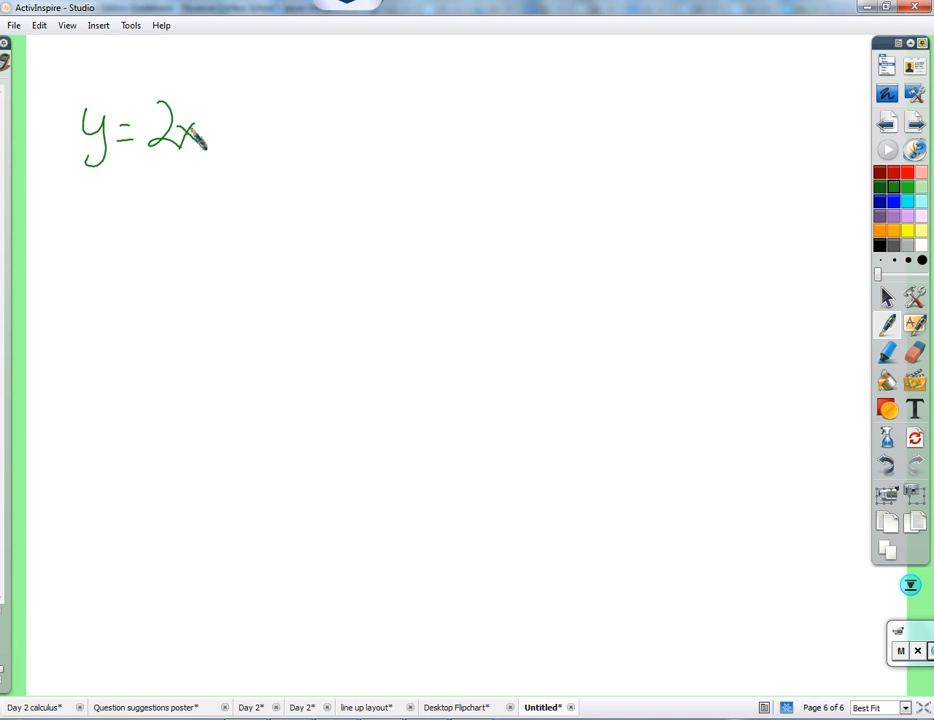 ActivInspire - Studio
File Edit View Insert Tools Help
y = 2x
M
Day 2 calculus* Question suggestions poster* Day 2* Day 2* line up layout* Desktop Flipchart* Untitled* Page 6 of 6 Best Fit